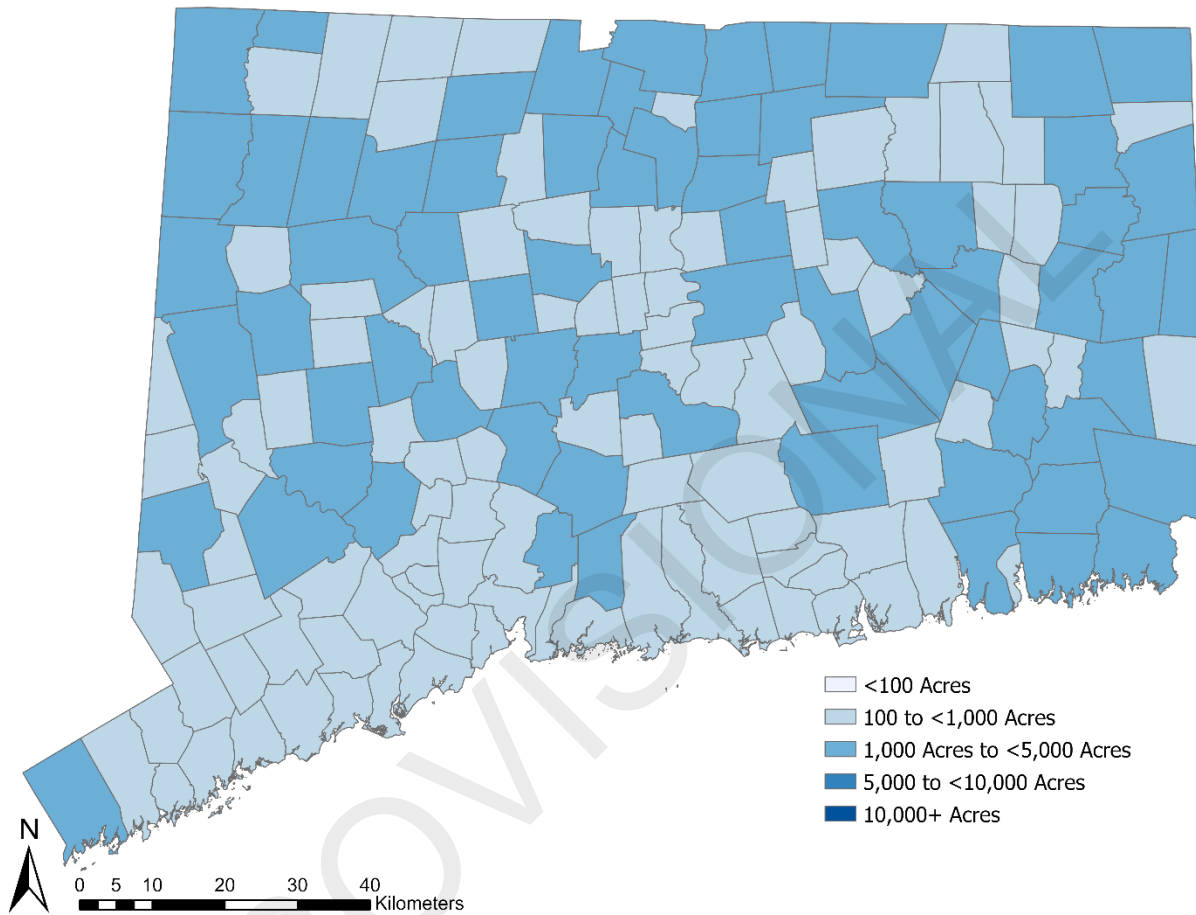 PROVISIONAL
<100 Acres
100 to <1,000 Acres
1,000 Acres to <5,000 Acres
5,000 to <10,000 Acres
10,000+ Acres
N
0 5 10 20 30 40
Kilometers